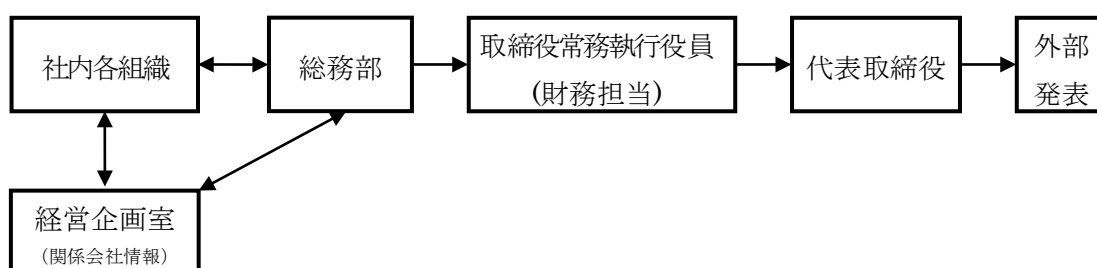 社内各組織
総務部
取締役常務執行役員
(財務担当)
代表取締役
外部
発表
経営企画室
(関係会社情報)